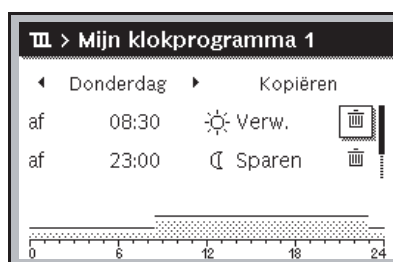 > Mijn klokprogramma 1
Donderdag Kopiëren
af 08:30 Verw.
af 23:00 Sparen
0 6 12 18 24